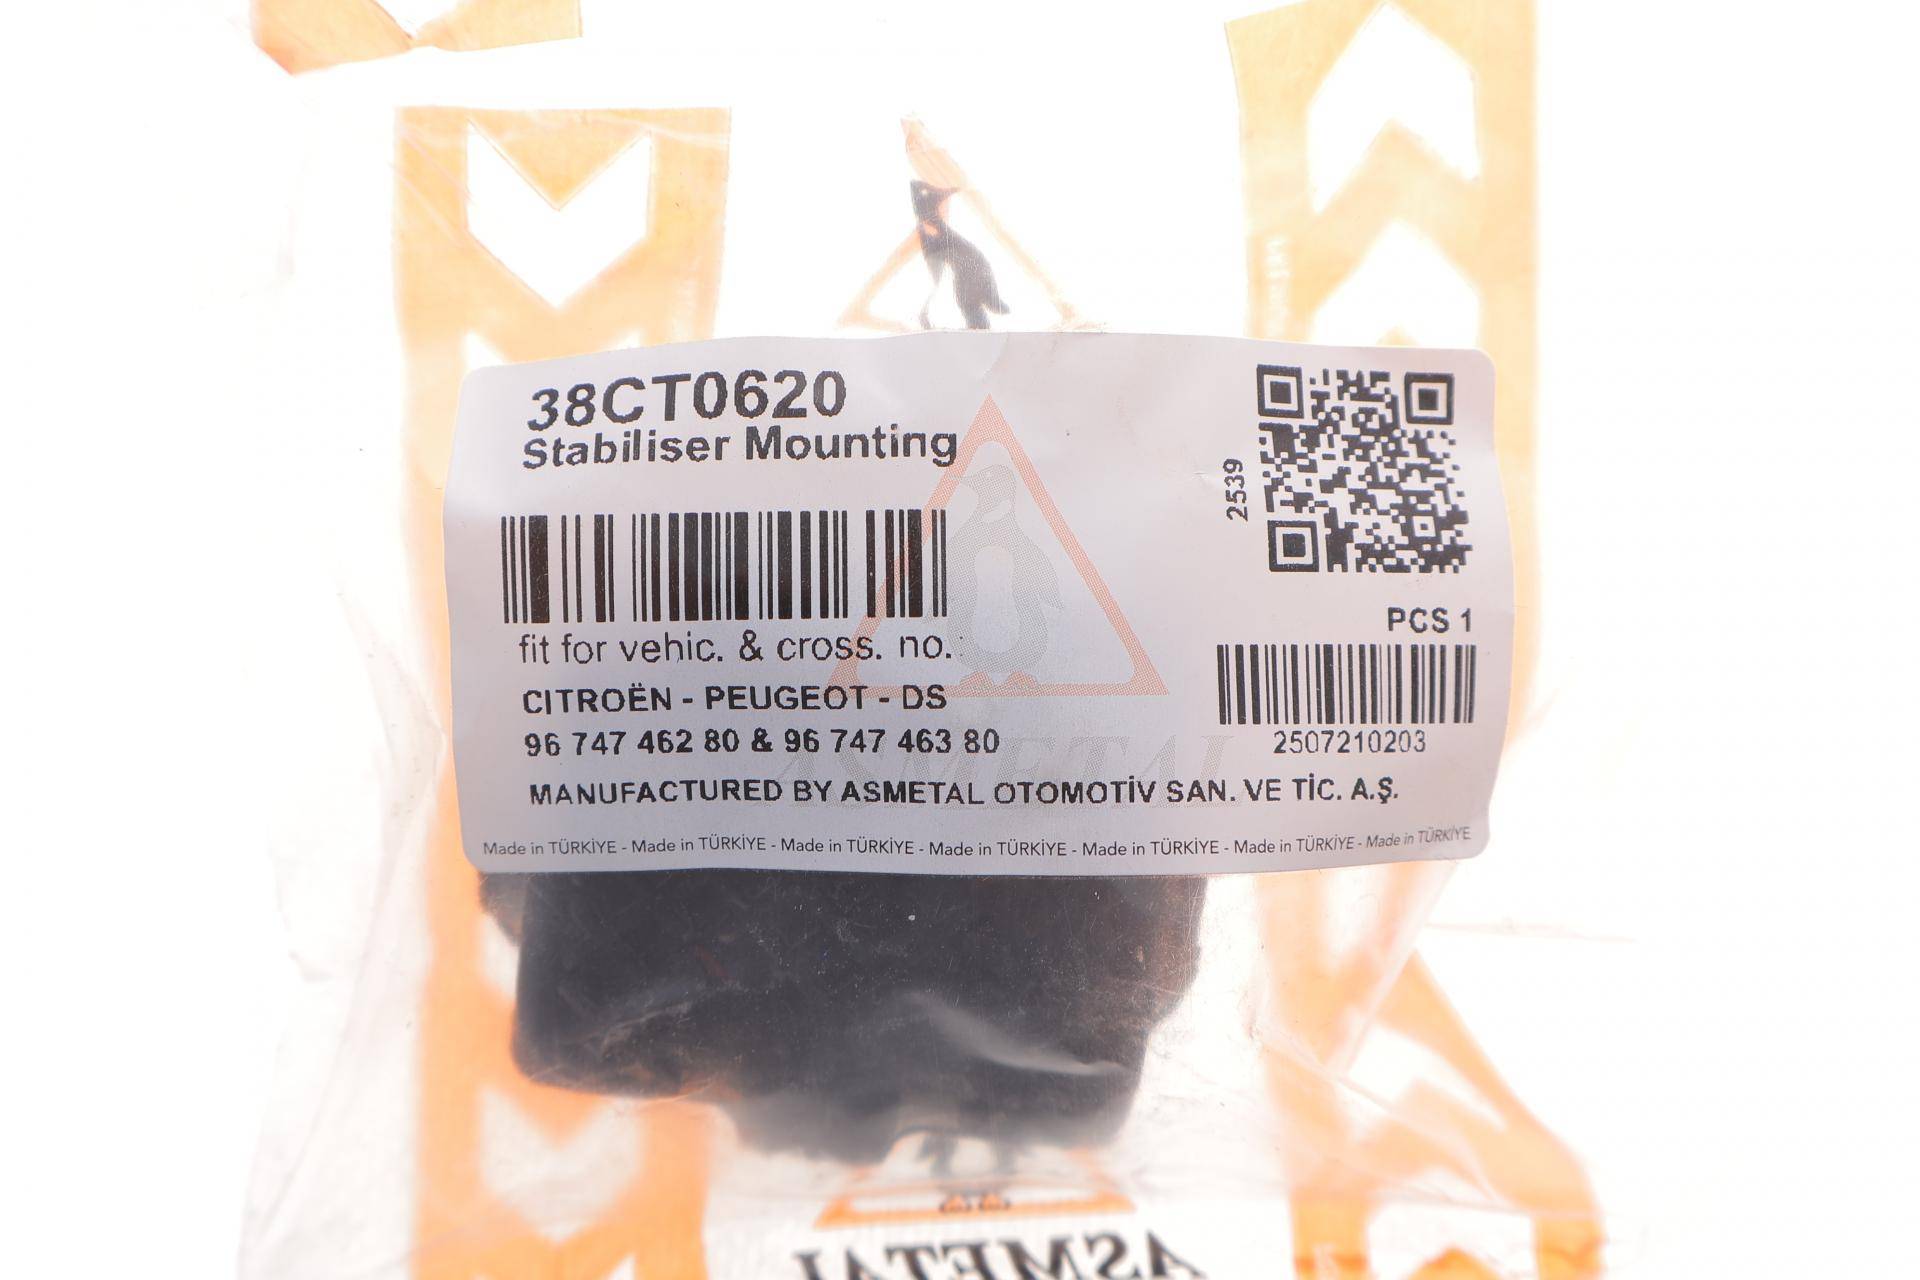 38CT0620
Stabiliser Mounting
2539
fit for vehic. & cross. no.:
PCS 1
CITROËN - PEUGEOT - DS
96 747 462 80 & 96 747 463 80
2507210203
ASMETAL
MANUFACTURED BY ASMETAL OTOMOTİV SAN. VE TİC. A.Ş.
Made in TÜRKİYE - Made in TÜRKİYE - Made in TÜRKİYE - Made in TÜRKİYE - Made in TÜRKİYE - Made in TÜRKİYE - Made in TÜRKİYE
ASMETAL